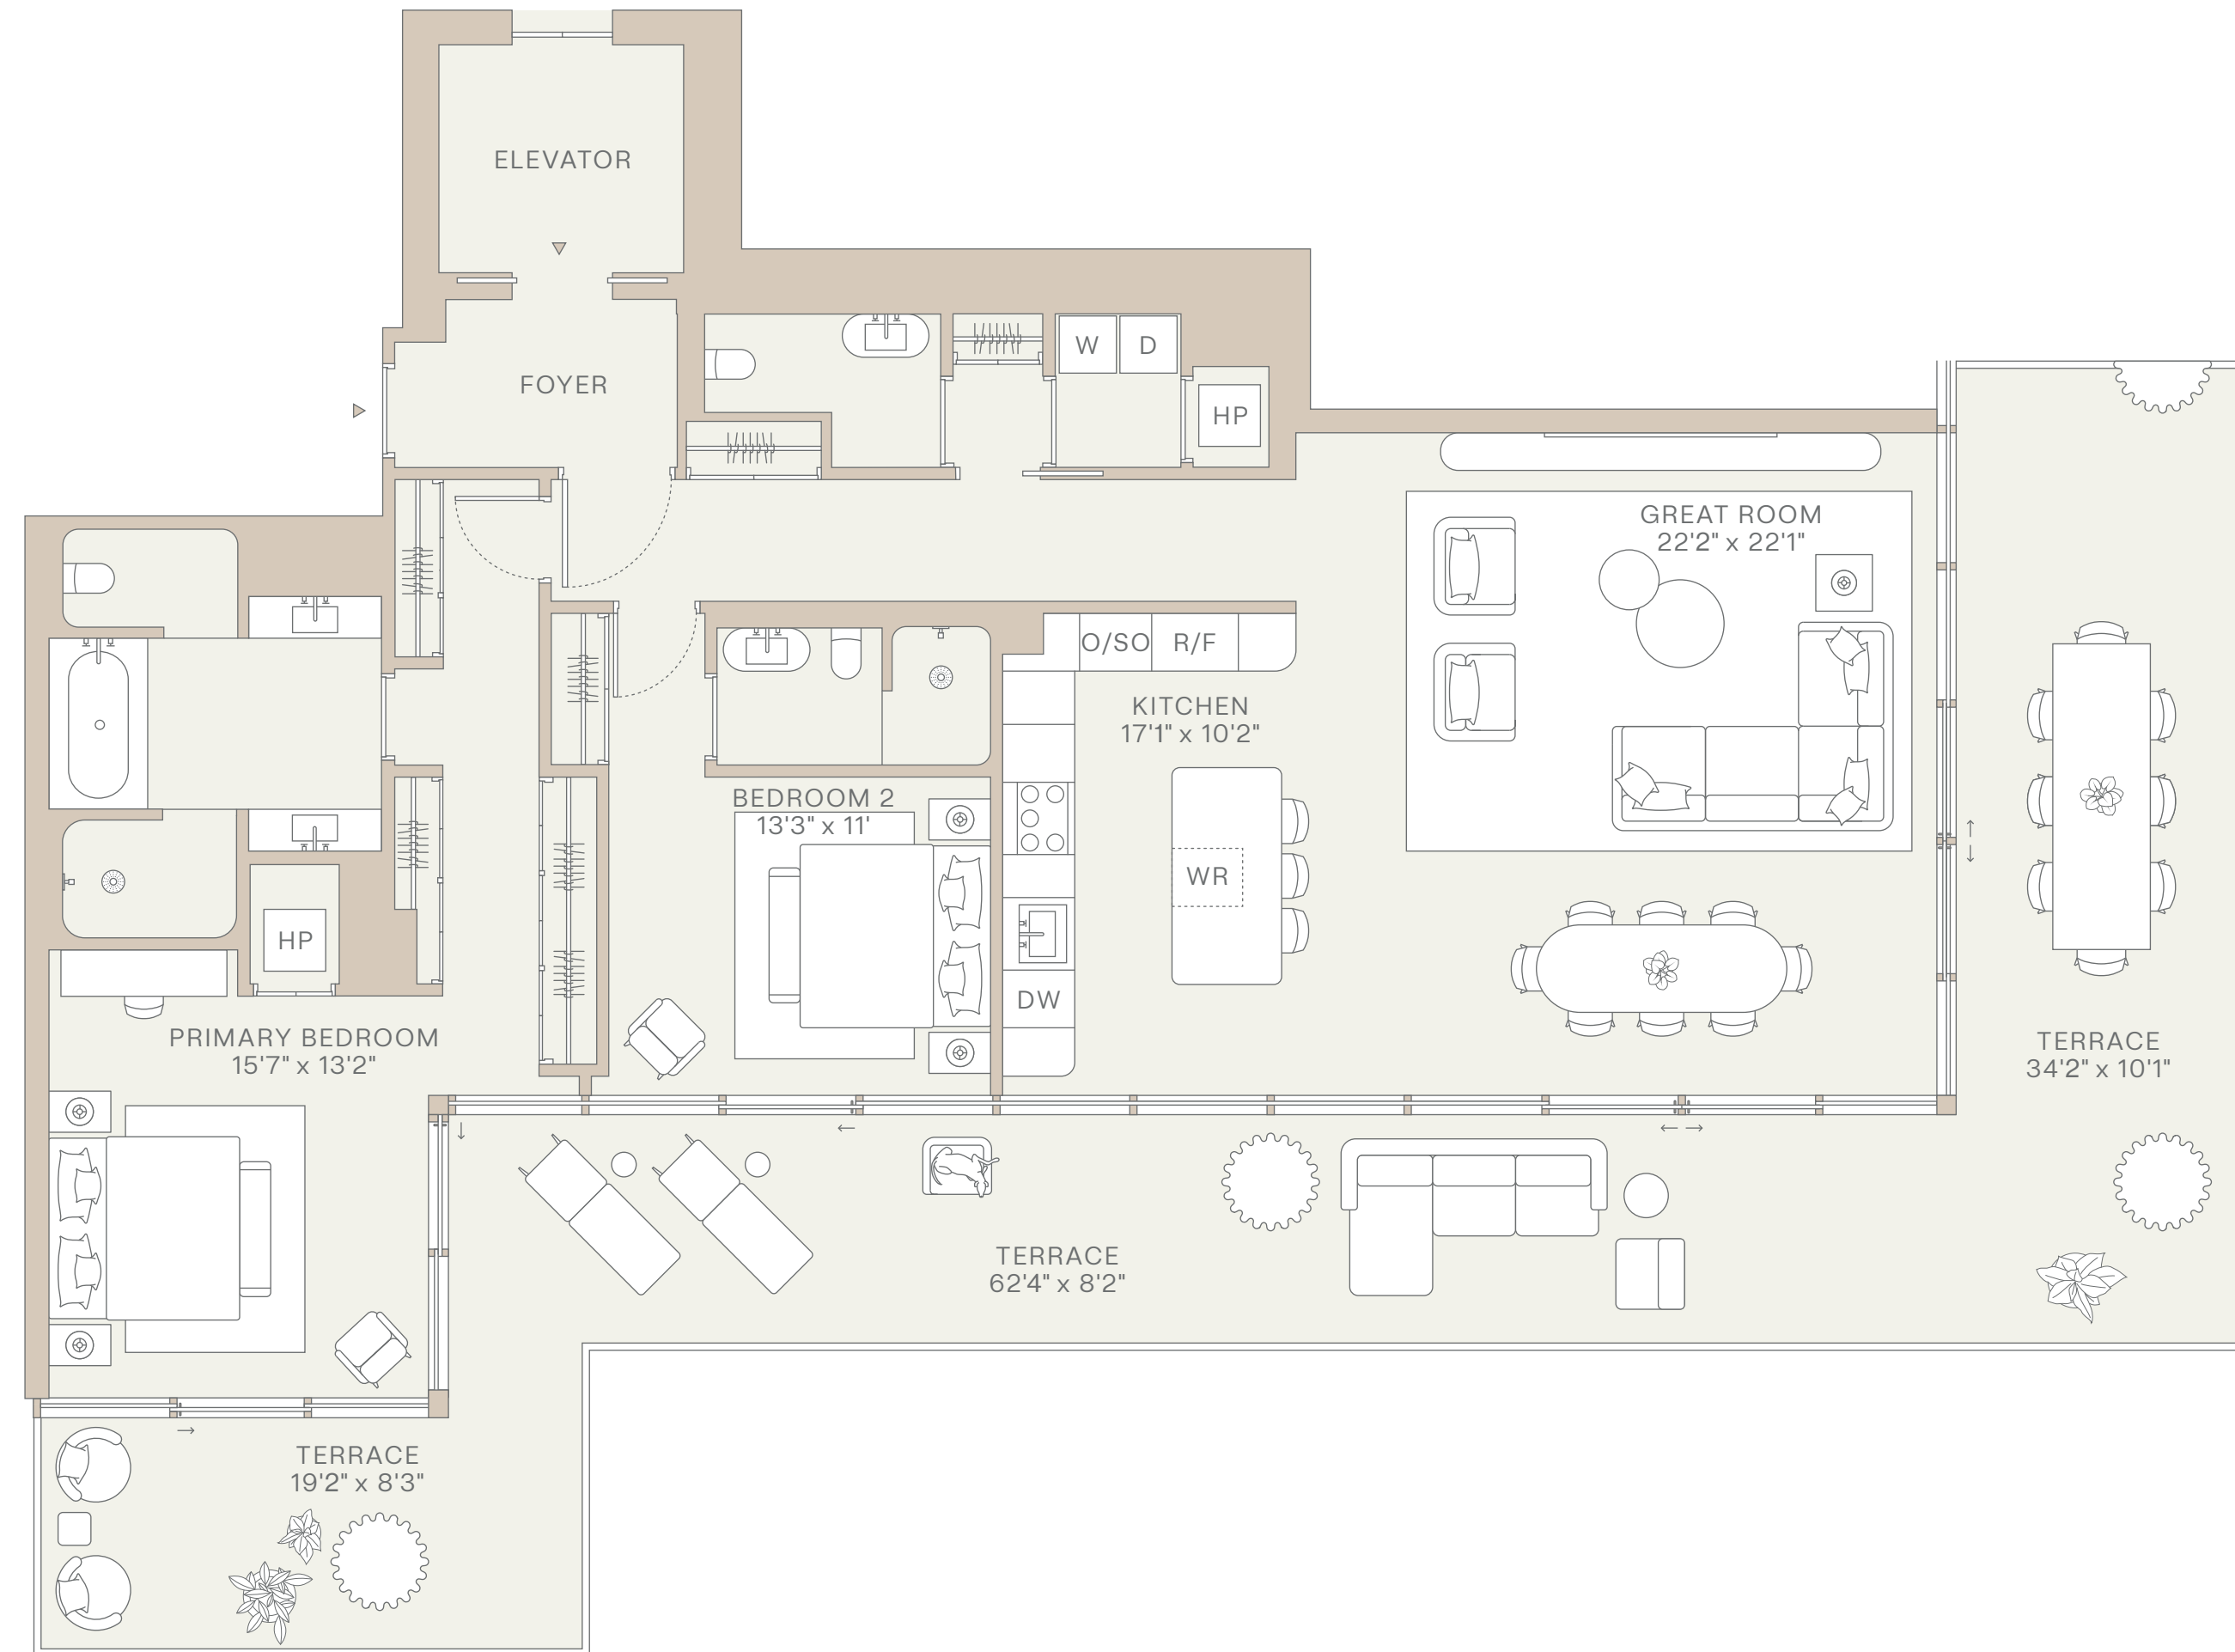 ELEVATOR
FOYER
W
D
HP
GREAT ROOM
22'2" x 22'1"
O/SO
R/F
KITCHEN
17'1" x 10'2"
BEDROOM 2
13'3" x 11'
WR
HP
DW
PRIMARY BEDROOM
15'7" x 13'2"
TERRACE
34'2" x 10'1"
TERRACE
62'4" x 8'2"
TERRACE
19'2" x 8'3"